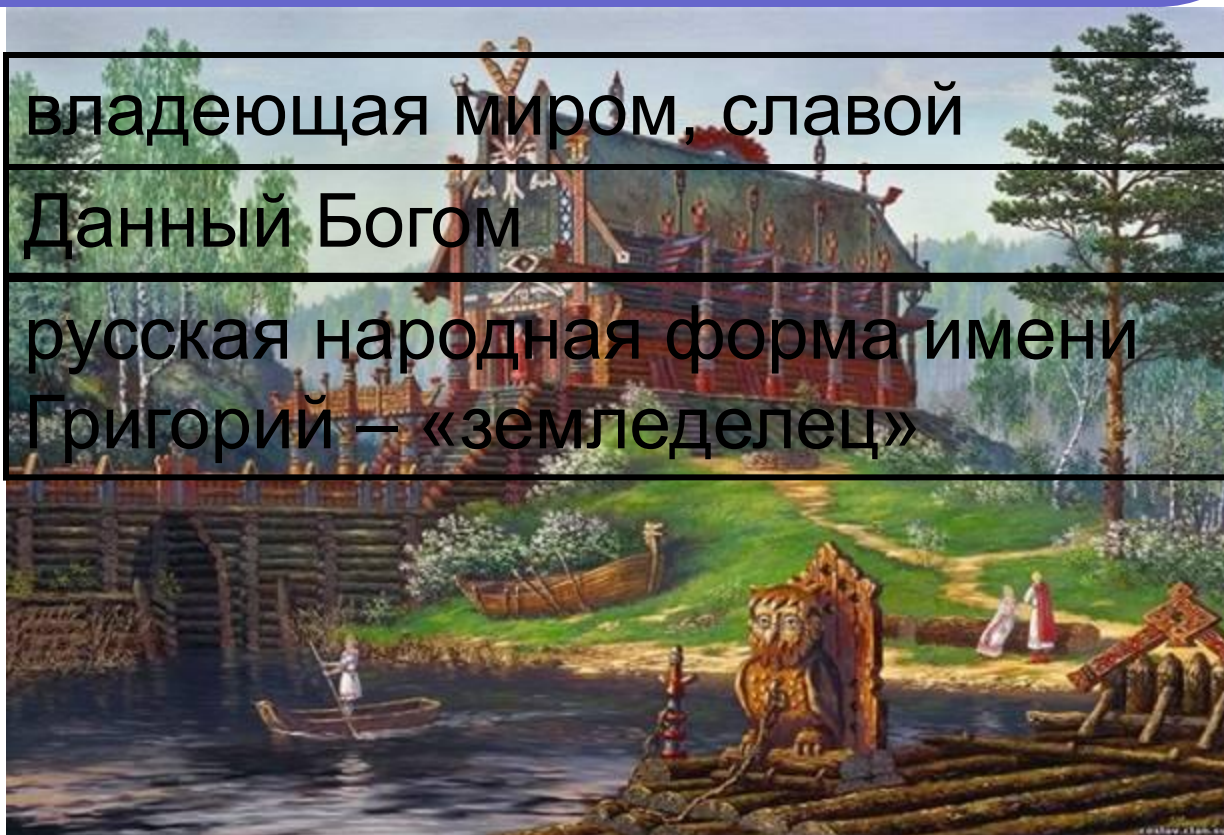 владеющая миром, славой
Данный Богом
русская народная форма имени
Григорий – «земледелец»